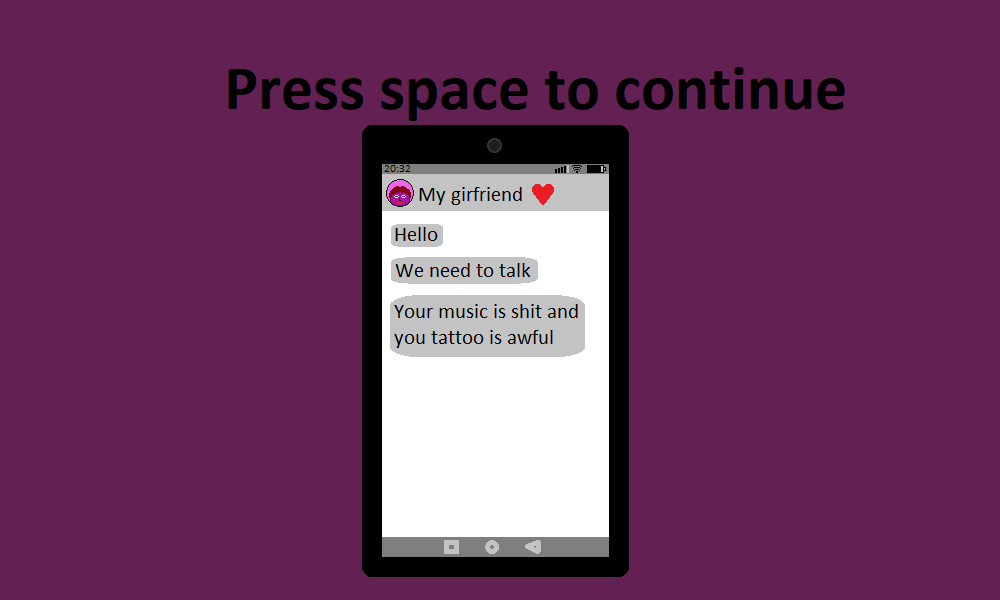 Press space to continue
20:32
My girfriend
Hello
We need to talk
Your music is shit and
you tattoo is awful